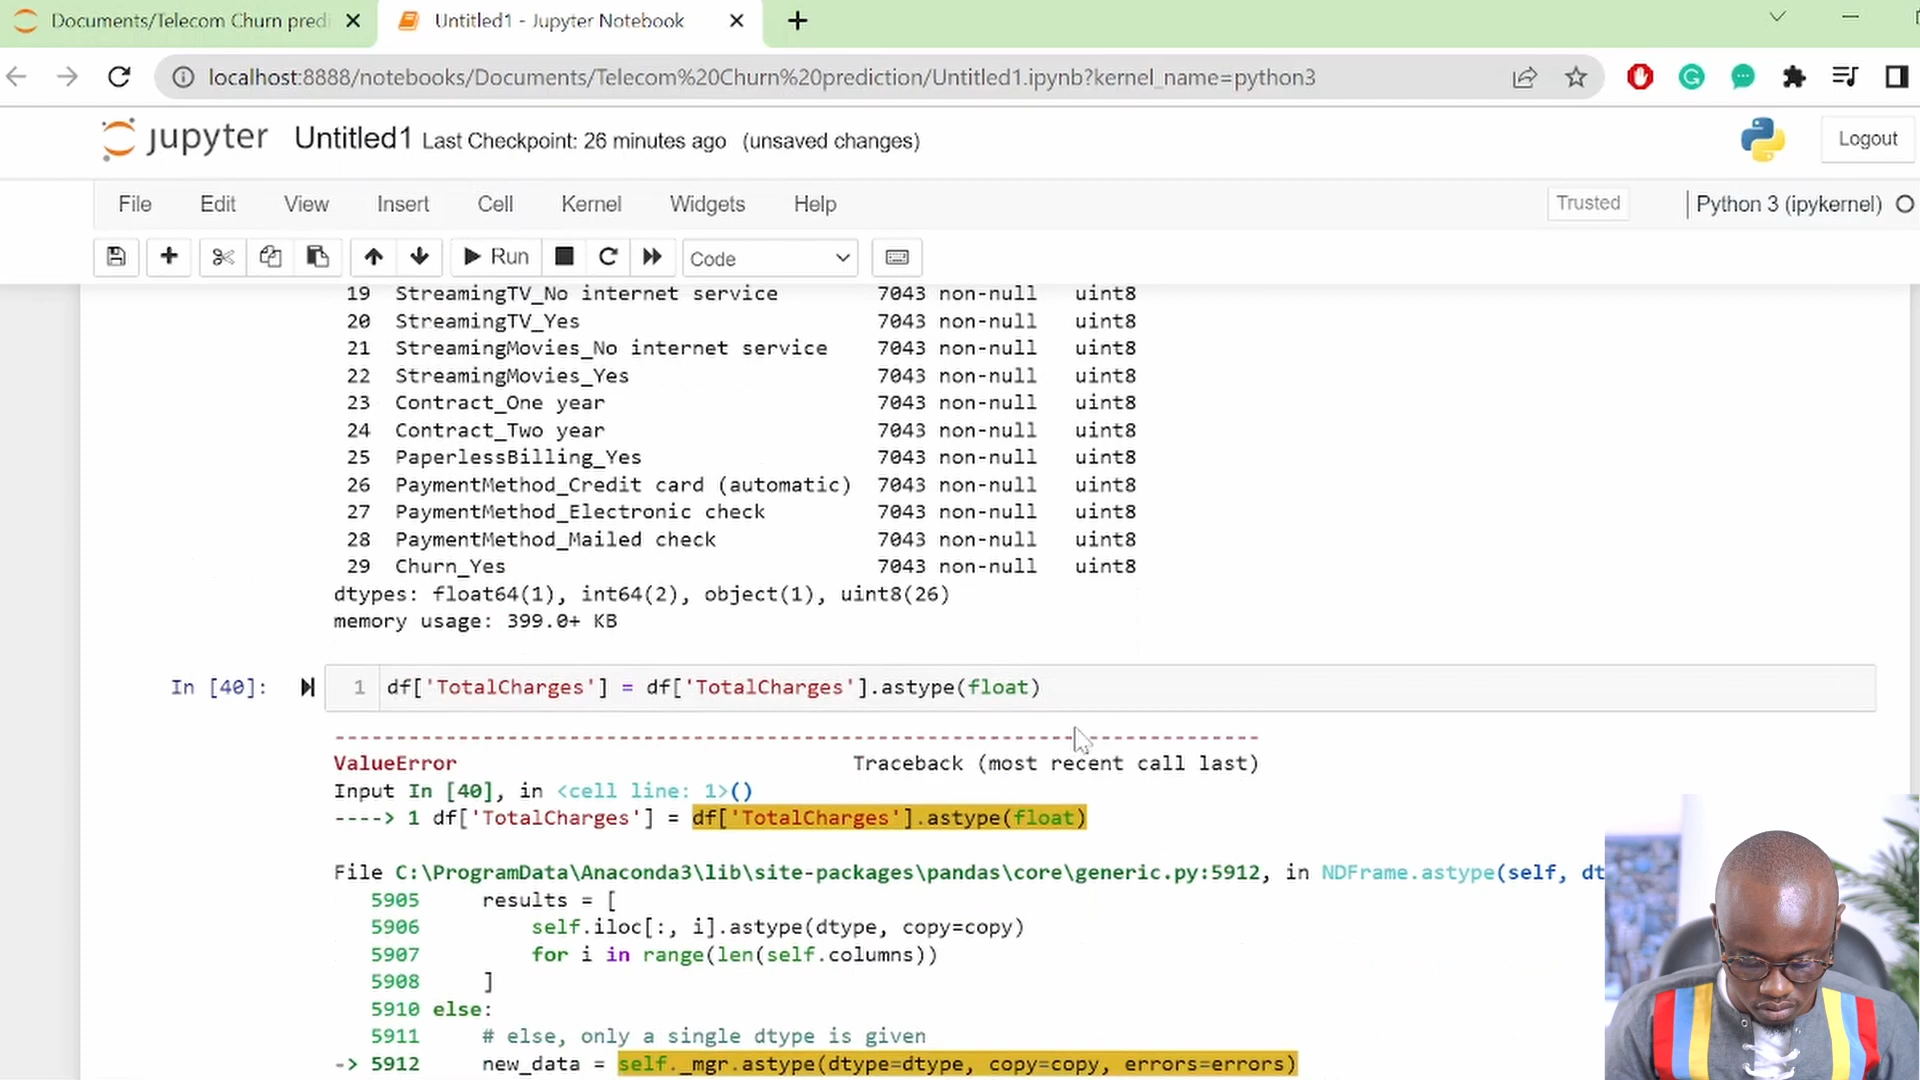 Documents/Telecom Churn predi
Untitled1 - Jupyter Notebook
localhost:8888/notebooks/Documents/Telecom%20Churn%20prediction/Untitled1.ipynb?kernel_name=python3
jupyter Untitled1 Last Checkpoint: 26 minutes ago (unsaved changes)
Logout
File Edit View Insert Cell Kernel Widgets Help
Trusted
Python 3 (ipykernel)
Run
Code
19 StreamingTV_No internet service 7043 non-null uint8
20 StreamingTV_Yes 7043 non-null uint8
21 StreamingMovies_No internet service 7043 non-null uint8
22 StreamingMovies_Yes 7043 non-null uint8
23 Contract_One year 7043 non-null uint8
24 Contract_Two year 7043 non-null uint8
25 PaperlessBilling_Yes 7043 non-null uint8
26 PaymentMethod_Credit card (automatic) 7043 non-null uint8
27 PaymentMethod_Electronic check 7043 non-null uint8
28 PaymentMethod_Mailed check 7043 non-null uint8
29 Churn_Yes 7043 non-null uint8
dtypes: float64(1), int64(2), object(1), uint8(26)
memory usage: 399.0+ KB
In [40]: 1 df['TotalCharges'] = df['TotalCharges'].astype(float)
---------------------------------------------------------------------------
ValueError Traceback (most recent call last)
Input In [40], in <cell line: 1>()
----> 1 df['TotalCharges'] = df['TotalCharges'].astype(float)
File C:\ProgramData\Anaconda3\lib\site-packages\pandas\core\generic.py:5912, in NDFrame.astype(self, dt
5905 results = [
5906 self.iloc[:, i].astype(dtype, copy=copy)
5907 for i in range(len(self.columns))
5908 ]
5910 else:
5911 # else, only a single dtype is given
-> 5912 new_data = self._mgr.astype(dtype=dtype, copy=copy, errors=errors)